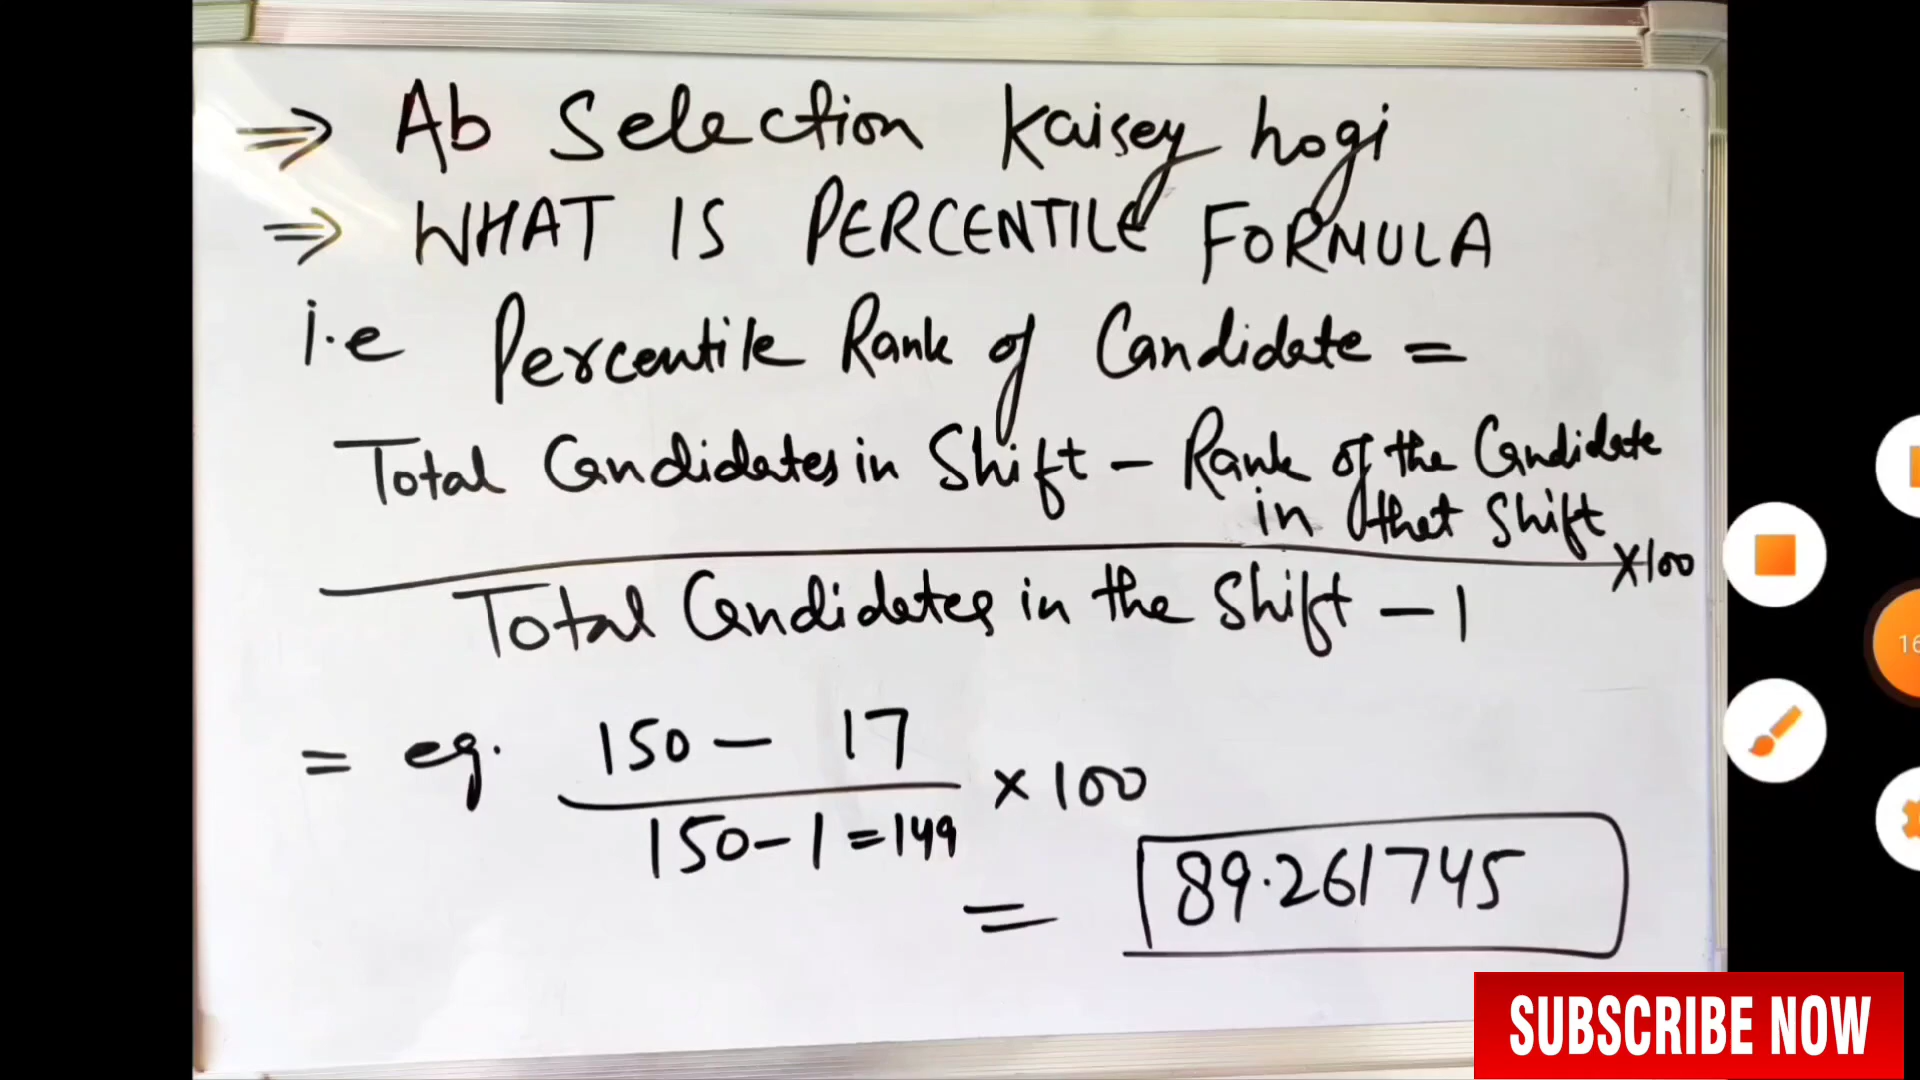 ⇒ Ab Selection Kaisey hogi
⇒ WHAT IS PERCENTILE FORMULA
i.e Percentile Rank of Candidate =
Total Candidates in Shift - Rank of the Candidate
in that Shift
×100
Total Candidates in the Shift - 1
= eg. 150 - 17
× 100
150-1 = 149
= 89.261745
16
SUBSCRIBE NOW